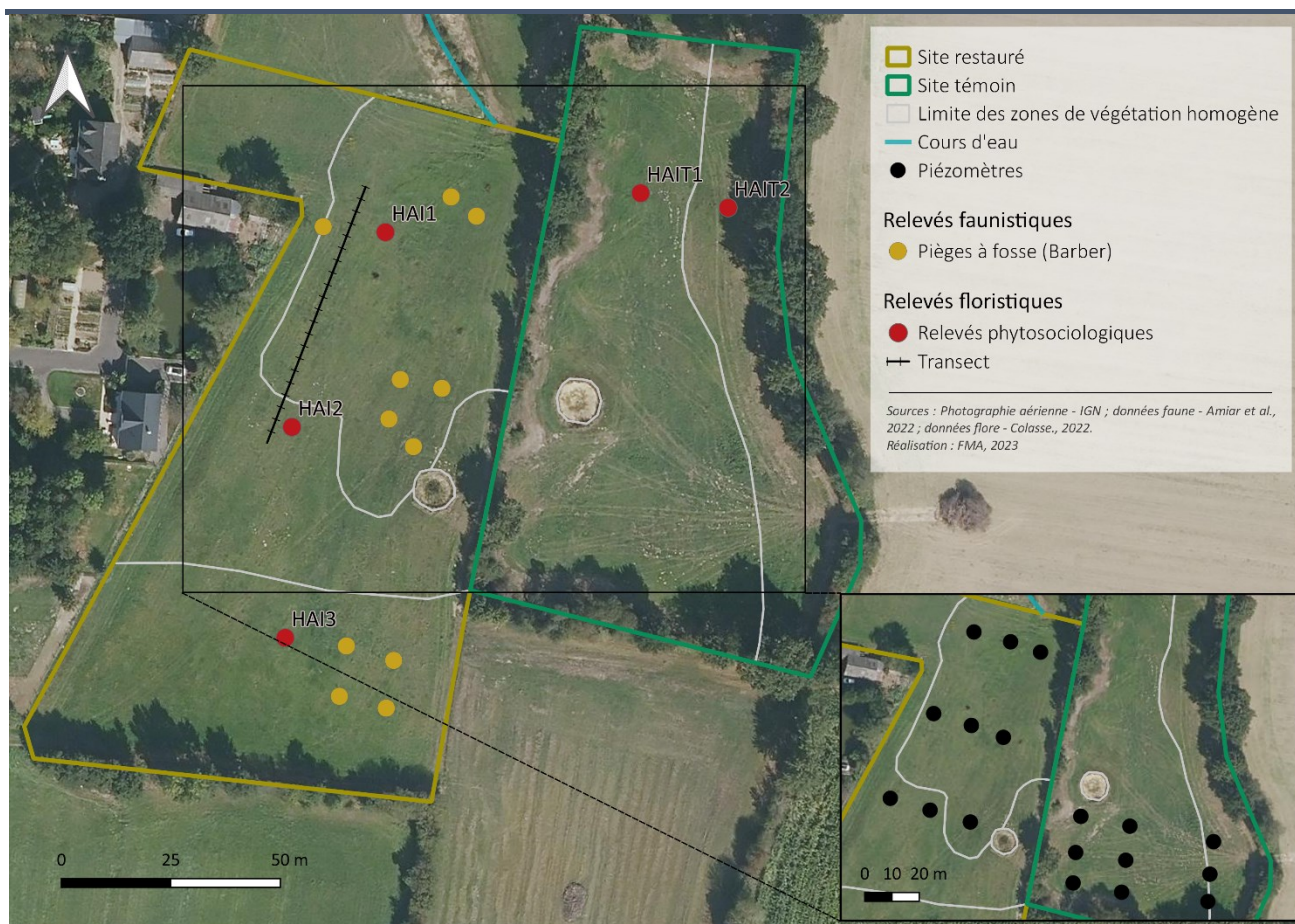 Site restauré
Site témoin
Limite des zones de végétation homogène
Cours d'eau
Piézomètres
Relevés faunistiques
Pièges à fosse (Barber)
Relevés floristiques
Relevés phytosociologiques
Transect
Sources : Photographie aérienne - IGN ; données faune - Amiar et al.,
2022 ; données flore - Colasse., 2022.
Réalisation : FMA, 2023
HAIT1
HAIT2
HAI1
HAI2
HAI3
0 25 50 m
0 10 20 m